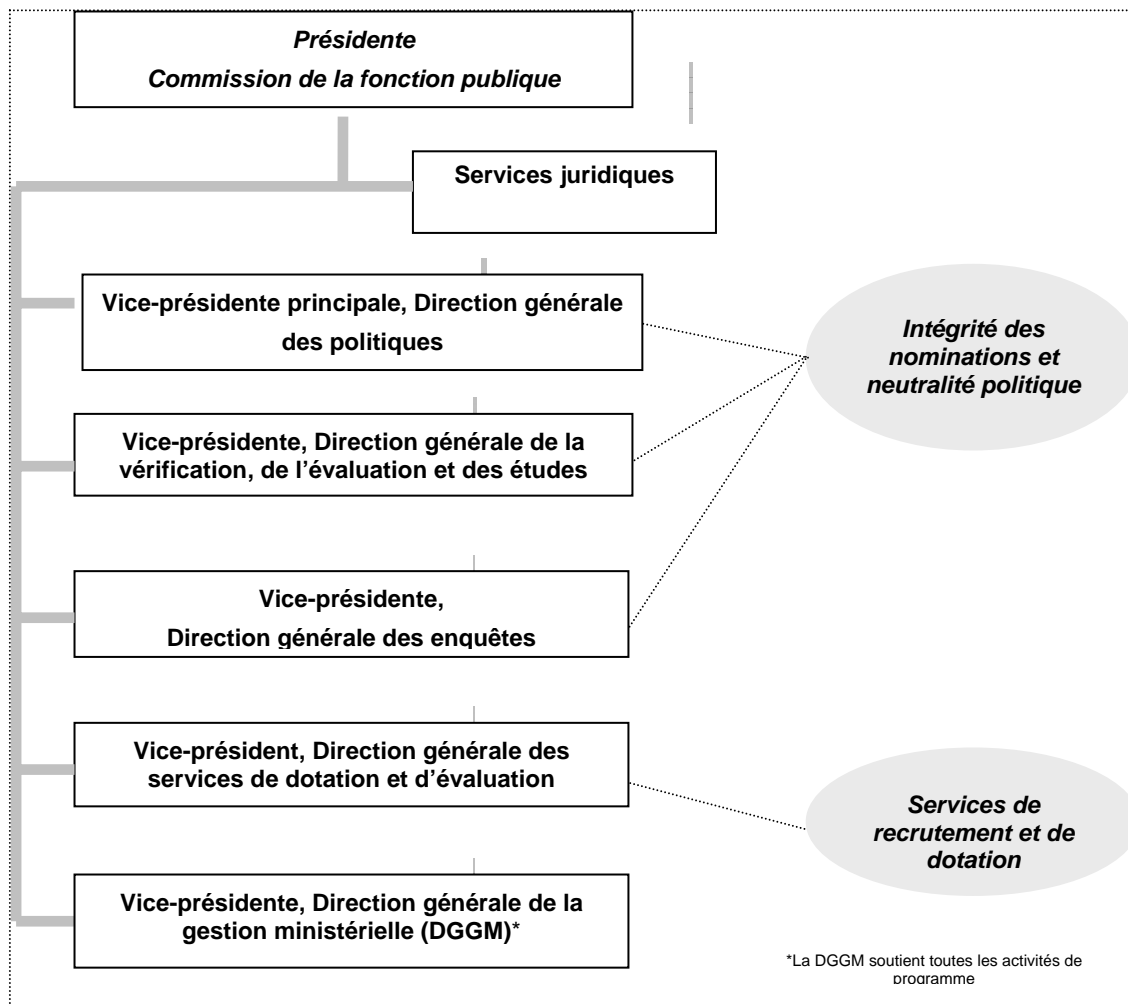 Présidente
Commission de la fonction publique
Services juridiques
Vice-présidente principale, Direction générale
des politiques
Intégrité des
nominations et
neutralité politique
Vice-présidente, Direction générale de la
vérification, de l'évaluation et des études
Vice-présidente,
Direction générale des enquêtes
Vice-président, Direction générale des
services de dotation et d'évaluation
Services de
recrutement et de
dotation
Vice-présidente, Direction générale de la
gestion ministérielle (DGGM)*
*La DGGM soutient toutes les activités de
programme